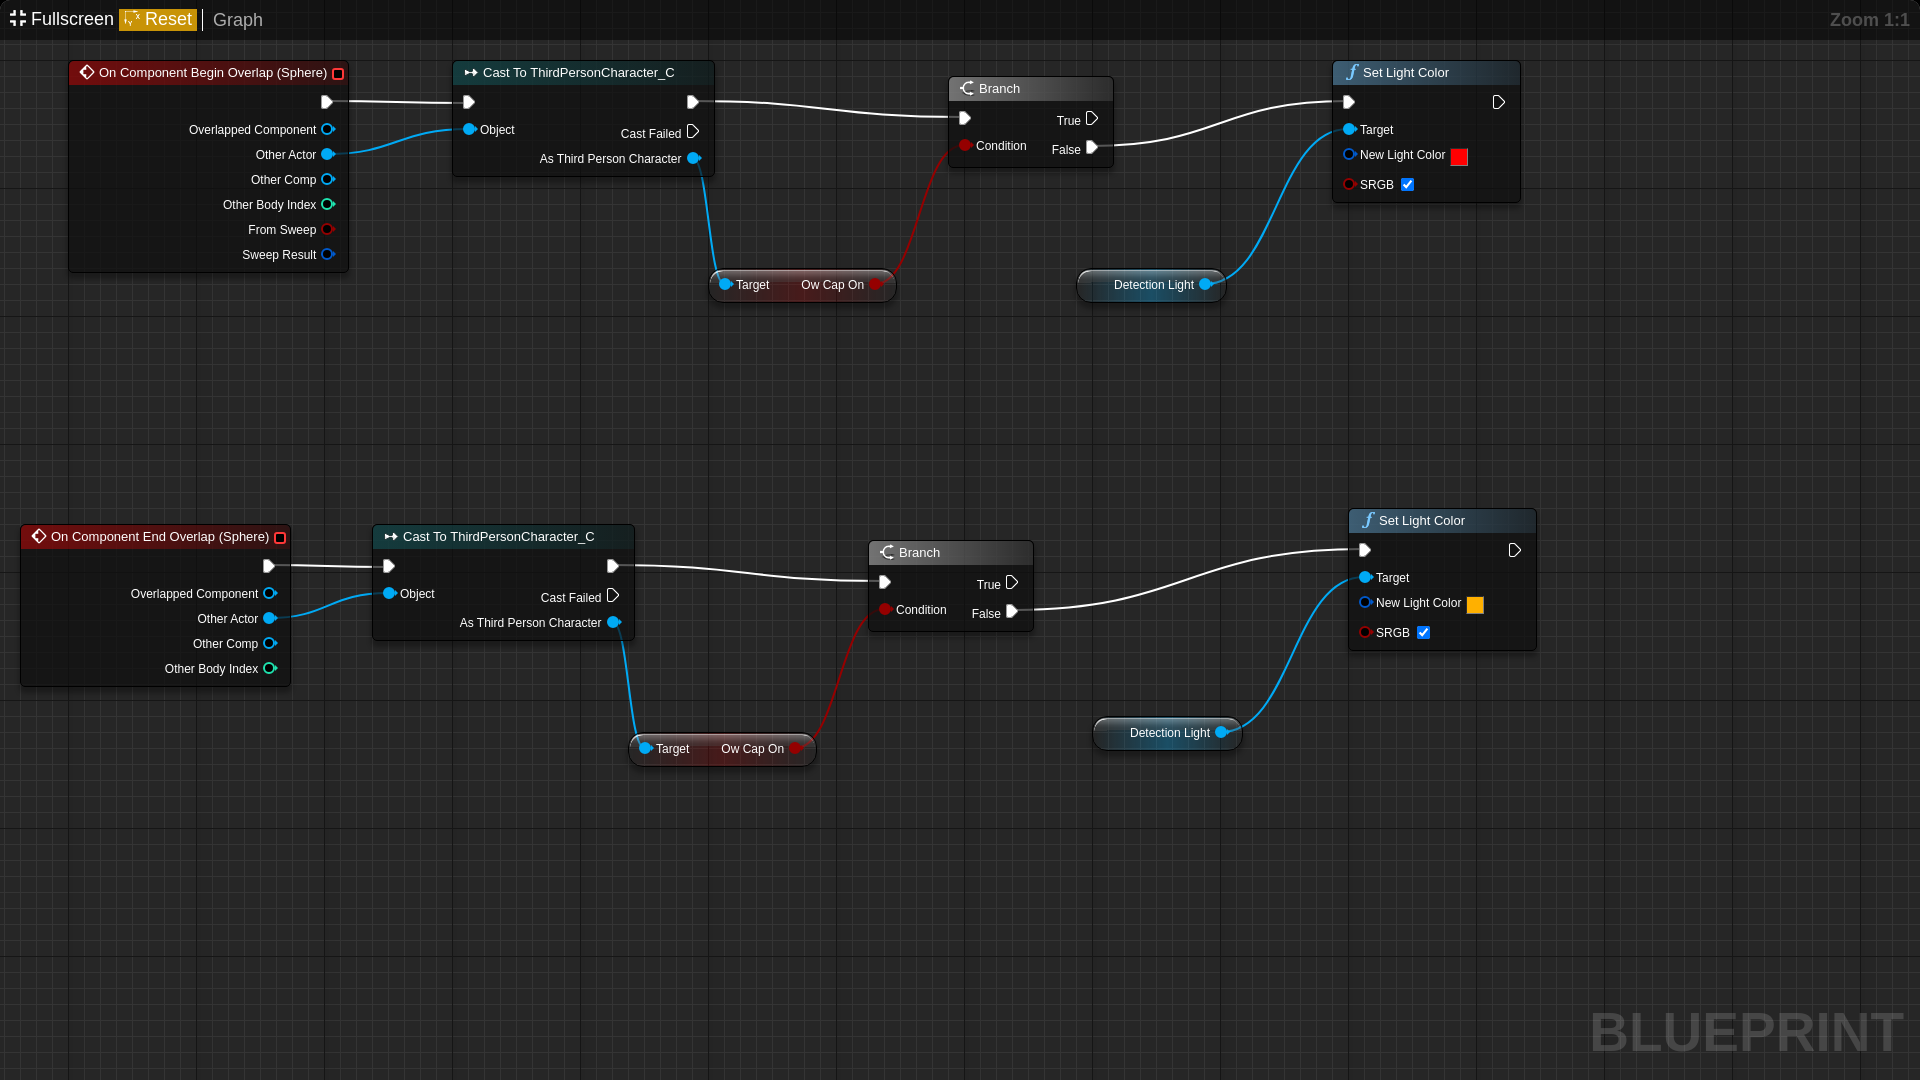 Fullscreen Reset Graph Zoom 1:1
On Component Begin Overlap (Sphere)
Overlapped Component
Other Actor
Other Comp
Other Body Index
From Sweep
Sweep Result
Cast To ThirdPersonCharacter_C
Object
Cast Failed
As Third Person Character
Branch
True
Condition
False
Set Light Color
Target
New Light Color
SRGB
Target Ow Cap On
Detection Light
On Component End Overlap (Sphere)
Overlapped Component
Other Actor
Other Comp
Other Body Index
Cast To ThirdPersonCharacter_C
Object
Cast Failed
As Third Person Character
Branch
True
Condition
False
Set Light Color
Target
New Light Color
SRGB
Target Ow Cap On
Detection Light
BLUEPRINT